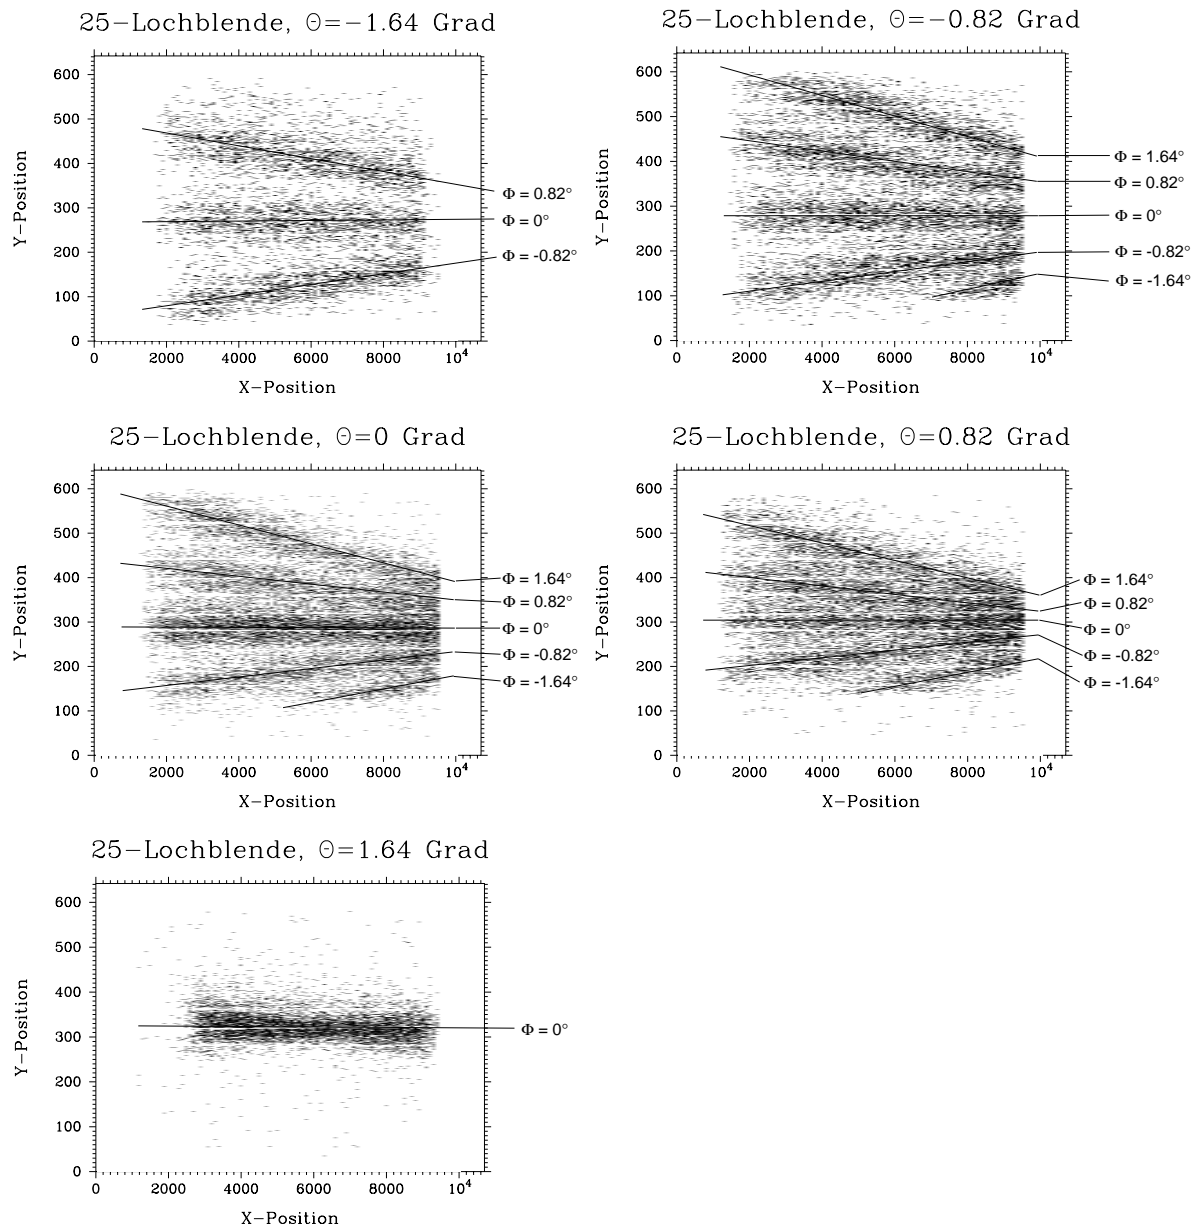 25-Lochblende, Θ=-1.64 Grad
Y-Position
600
500
400
300
200
100
0
0 2000 4000 6000 8000 10⁴
X-Position
Φ = 0.82°
Φ = 0°
Φ = -0.82°
25-Lochblende, Θ=-0.82 Grad
Y-Position
600
500
400
300
200
100
0
0 2000 4000 6000 8000 10⁴
X-Position
Φ = 1.64°
Φ = 0.82°
Φ = 0°
Φ = -0.82°
Φ = -1.64°
25-Lochblende, Θ=0 Grad
Y-Position
600
500
400
300
200
100
0
0 2000 4000 6000 8000 10⁴
X-Position
Φ = 1.64°
Φ = 0.82°
Φ = 0°
Φ = -0.82°
Φ = -1.64°
25-Lochblende, Θ=0.82 Grad
Y-Position
600
500
400
300
200
100
0
0 2000 4000 6000 8000 10⁴
X-Position
Φ = 1.64°
Φ = 0.82°
Φ = 0°
Φ = -0.82°
Φ = -1.64°
25-Lochblende, Θ=1.64 Grad
Y-Position
600
500
400
300
200
100
0
0 2000 4000 6000 8000 10⁴
X-Position
Φ = 0°